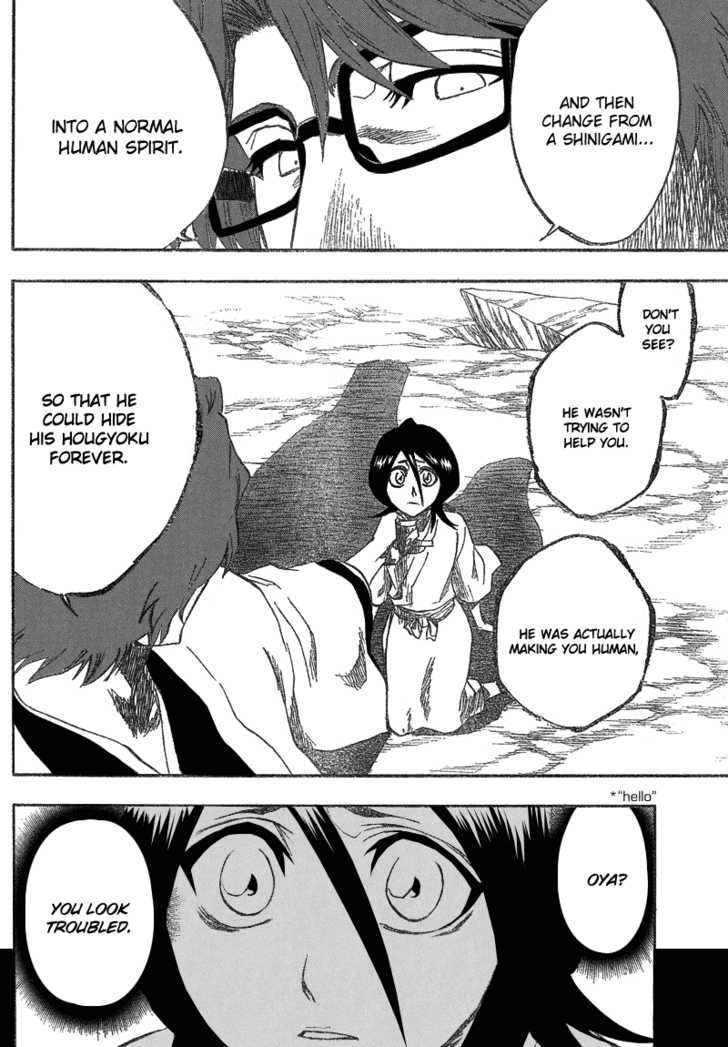 AND THEN
CHANGE FROM
A SHINIGAMI...
INTO A NORMAL
HUMAN SPIRIT.
DON'T
YOU
SEE?
HE WASN'T
TRYING TO
HELP YOU.
HE WAS ACTUALLY
MAKING YOU HUMAN,
SO THAT HE
COULD HIDE
HIS HOUGYOKU
FOREVER.
*"hello"
OYA?
YOU LOOK
TROUBLED.